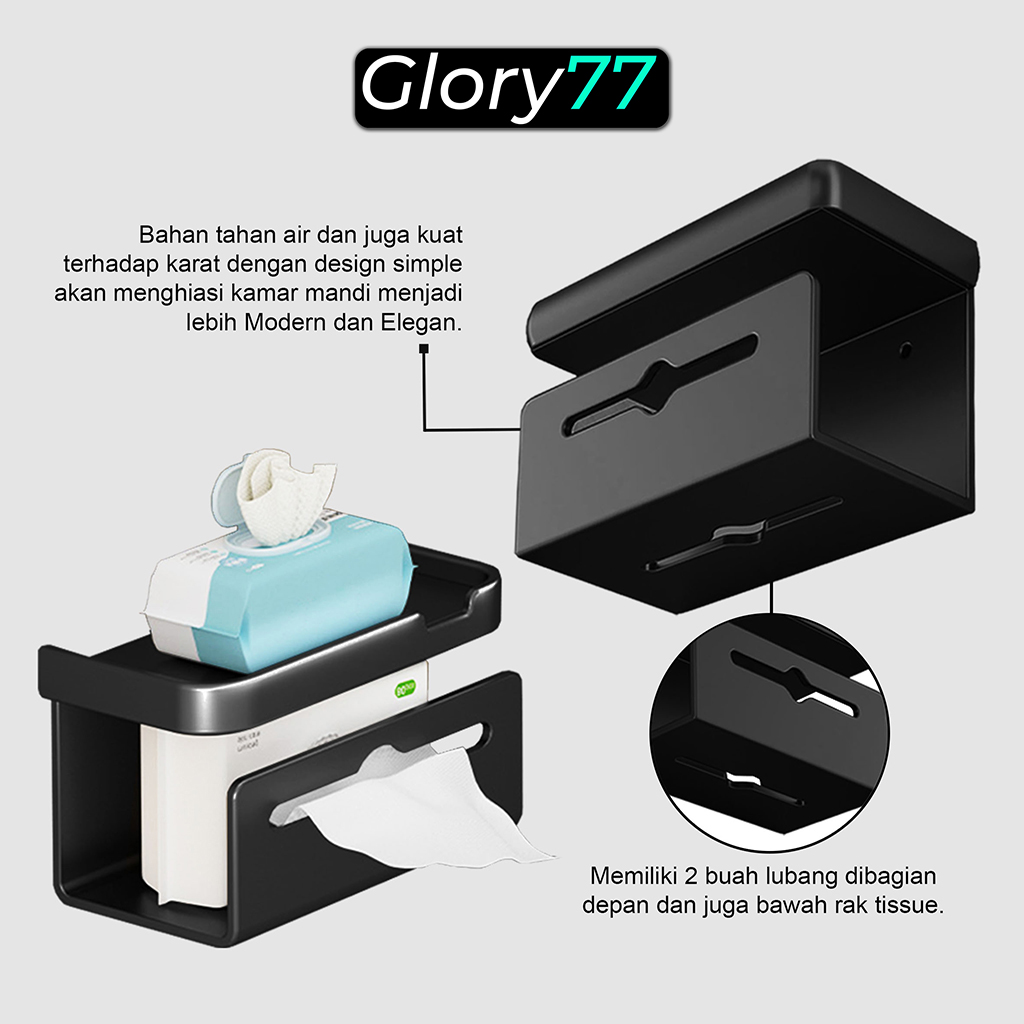 Glory77
Bahan tahan air dan juga kuat
terhadap karat dengan design simple
akan menghiasi kamar mandi menjadi
lebih Modern dan Elegan.
Memiliki 2 buah lubang dibagian
depan dan juga bawah rak tissue.